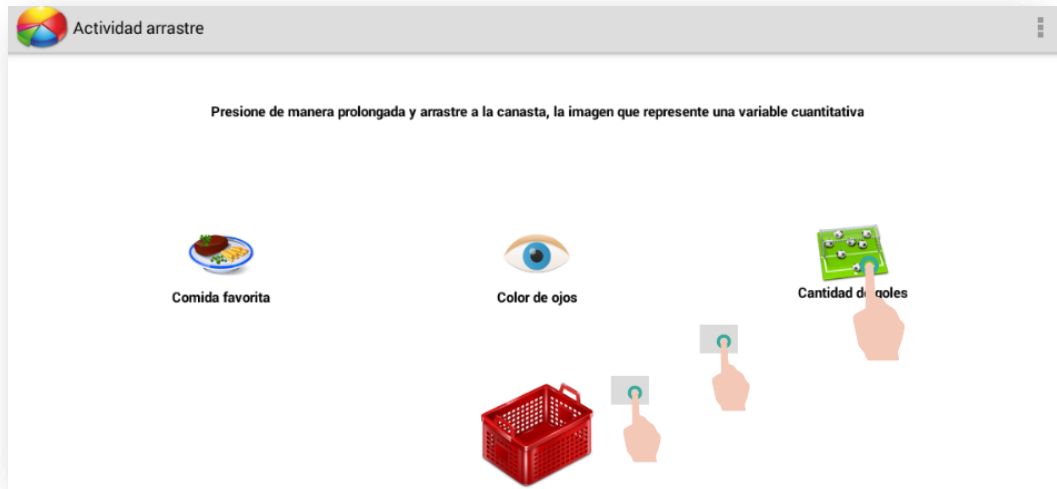 Actividad arrastre
Presione de manera prolongada y arrastre a la canasta, la imagen que represente una variable cuantitativa
Comida favorita
Color de ojos
Cantidad de goles